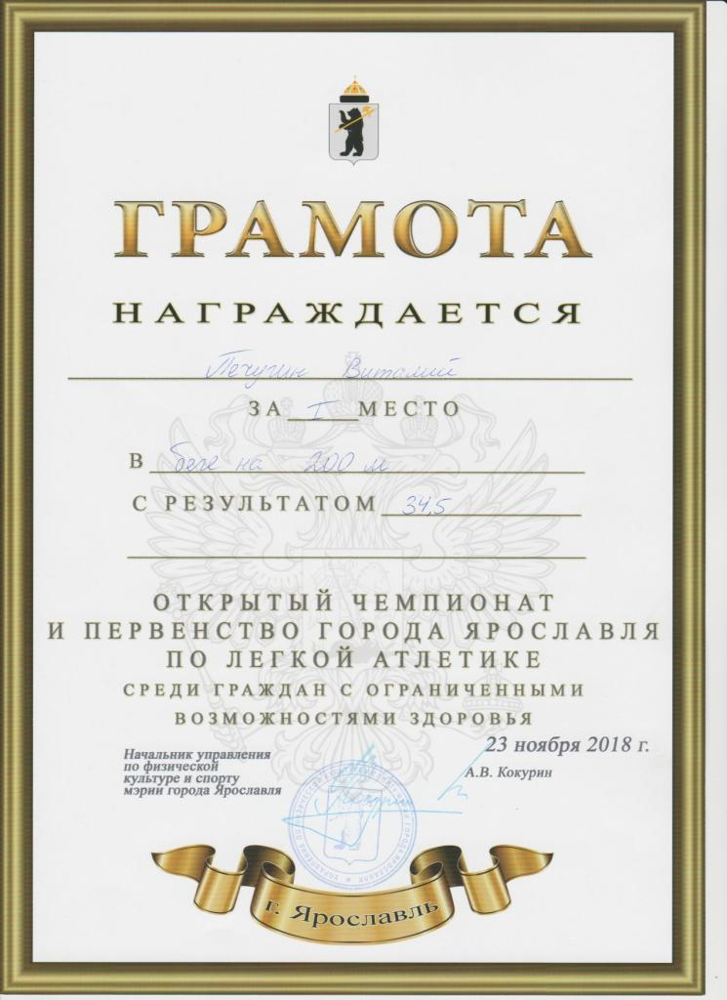 ГРАМОТА
НАГРАЖДАЕТСЯ
Печугин Виталий
ЗА I МЕСТО
В беге на 200 м
С РЕЗУЛЬТАТОМ 34,5
ОТКРЫТЫЙ ЧЕМПИОНАТ
И ПЕРВЕНСТВО ГОРОДА ЯРОСЛАВЛЯ
ПО ЛЕГКОЙ АТЛЕТИКЕ
СРЕДИ ГРАЖДАН С ОГРАНИЧЕННЫМИ
ВОЗМОЖНОСТЯМИ ЗДОРОВЬЯ
23 ноября 2018 г.
Начальник управления
по физической
культуре и спорту
мэрии города Ярославля
А.В. Кокурин
г. Ярославль